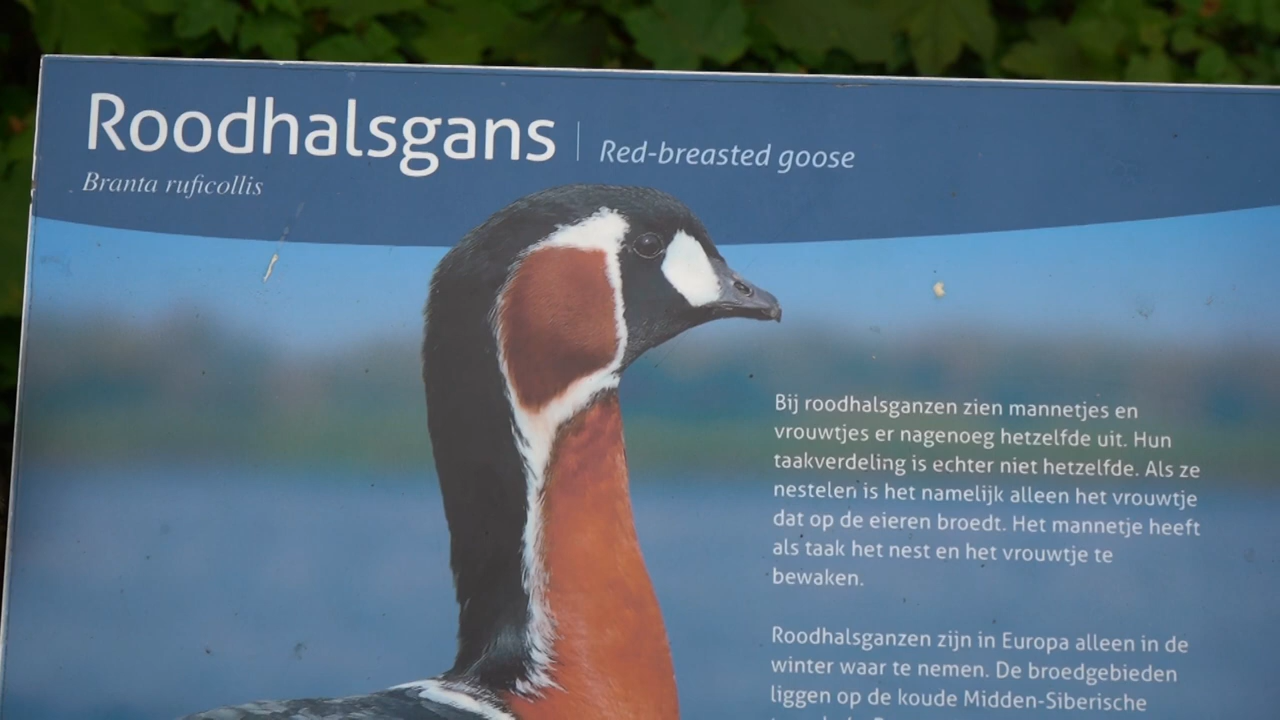 Roodhalsgans | Red-breasted goose
Branta ruficollis
Bij roodhalsganzen zien mannetjes en
vrouwtjes er nagenoeg hetzelfde uit. Hun
taakverdeling is echter niet hetzelfde. Als ze
nestelen is het namelijk alleen het vrouwtje
dat op de eieren broedt. Het mannetje heeft
als taak het nest en het vrouwtje te
bewaken.
Roodhalsganzen zijn in Europa alleen in de
winter waar te nemen. De broedgebieden
liggen op de koude Midden-Siberische